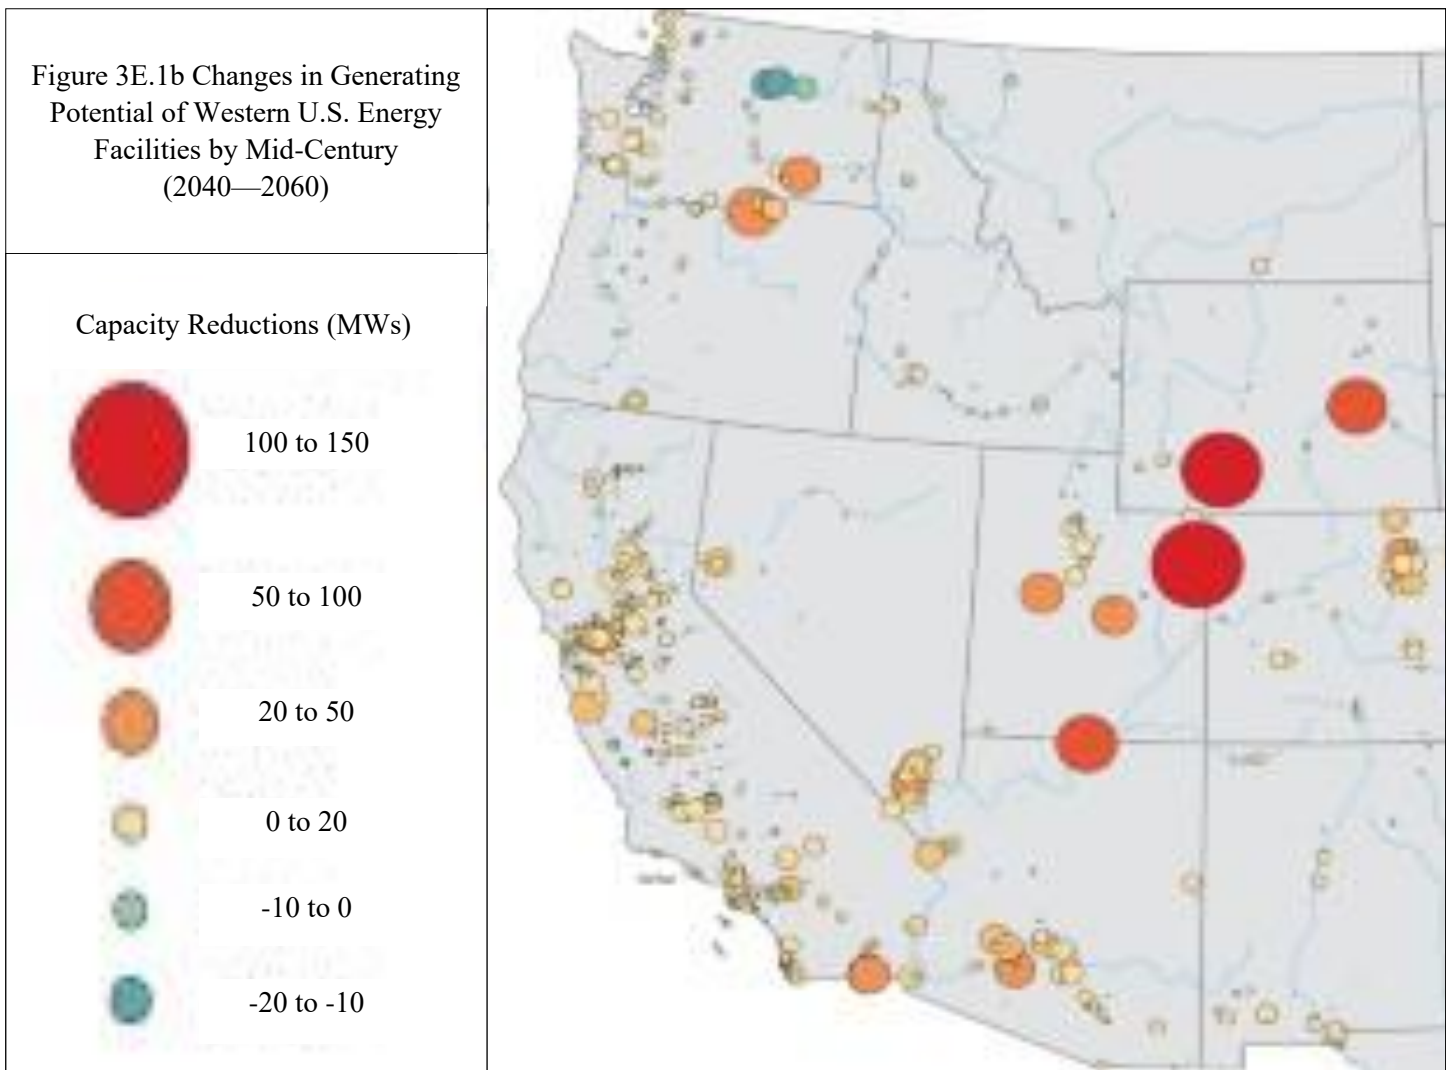 Figure 3E.1b Changes in Generating
Potential of Western U.S. Energy
Facilities by Mid-Century
(2040—2060)
Capacity Reductions (MWs)
100 to 150
50 to 100
20 to 50
0 to 20
-10 to 0
-20 to -10